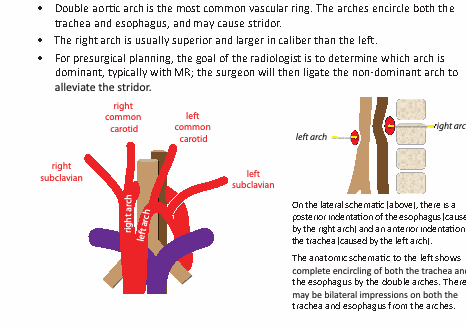 • Double aortic arch is the most common vascular ring. The arches encircle both the
trachea and esophagus, and may cause stridor.
• The right arch is usually superior and larger in caliber than the left.
• For presurgical planning, the goal of the radiologist is to determine which arch is
dominant, typically with MR; the surgeon will then ligate the non-dominant arch to
alleviate the stridor.
right
common
carotid
left
common
carotid
right
subclavian
left
subclavian
right arch
left arch
left arch
right arc
On the lateral schematic (above), there is a
posterior indentation of the esophagus (cause
by the right arch) and an anterior indentation
the trachea (caused by the left arch).
The anatomic schematic to the left shows
complete encircling of both the trachea and
the esophagus by the double arches. There
may be bilateral impressions on both the
trachea and esophagus from the arches.